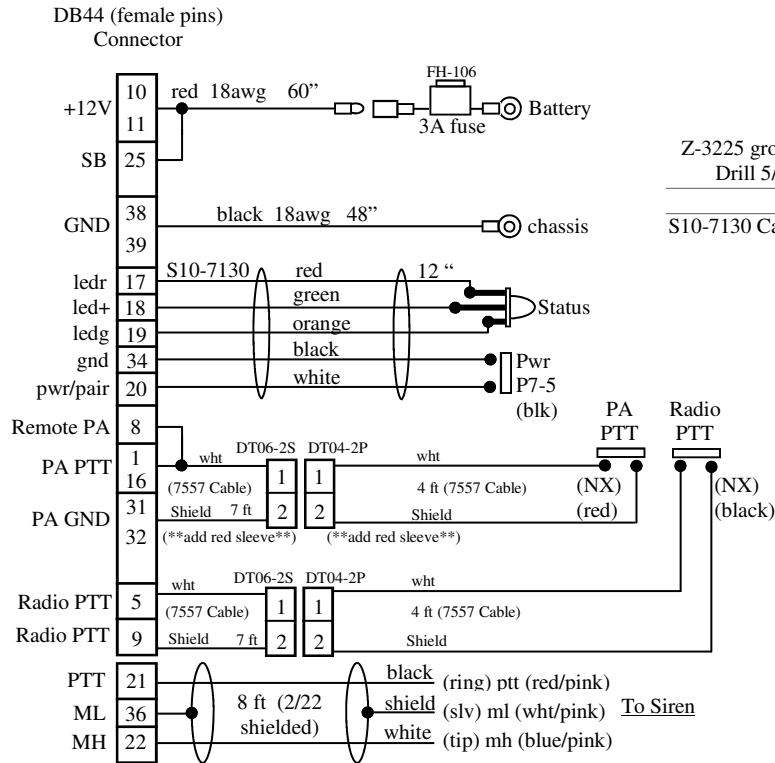 DB44 (female pins)
Connector
+12V 10 red 18awg 60” FH-106 Battery
11 3A fuse
SB 25
Z-3225 gro
Drill 5/
GND 38 black 18awg 48” chassis
39
S10-7130 Ca
ledr 17 S10-7130 red 12 “
led+ 18 green Status
ledg 19 orange
gnd 34 black Pwr
pwr/pair 20 white P7-5
(blk)
PA Radio
PTT PTT
Remote PA 8
PA PTT 1 wht DT06-2S DT04-2P wht
16 (7557 Cable) 1 1 4 ft (7557 Cable) (NX) (NX)
PA GND 31 Shield 7 ft 2 2 Shield (red) (black)
32 (**add red sleeve**) (**add red sleeve**)
DT06-2S DT04-2P
Radio PTT 5 wht (7557 Cable) 1 1 wht 4 ft (7557 Cable)
Radio PTT 9 Shield 7 ft 2 2 Shield
PTT 21 black (ring) ptt (red/pink)
ML 36 8 ft (2/22 shield (slv) ml (wht/pink) To Siren
MH 22 shielded) white (tip) mh (blue/pink)